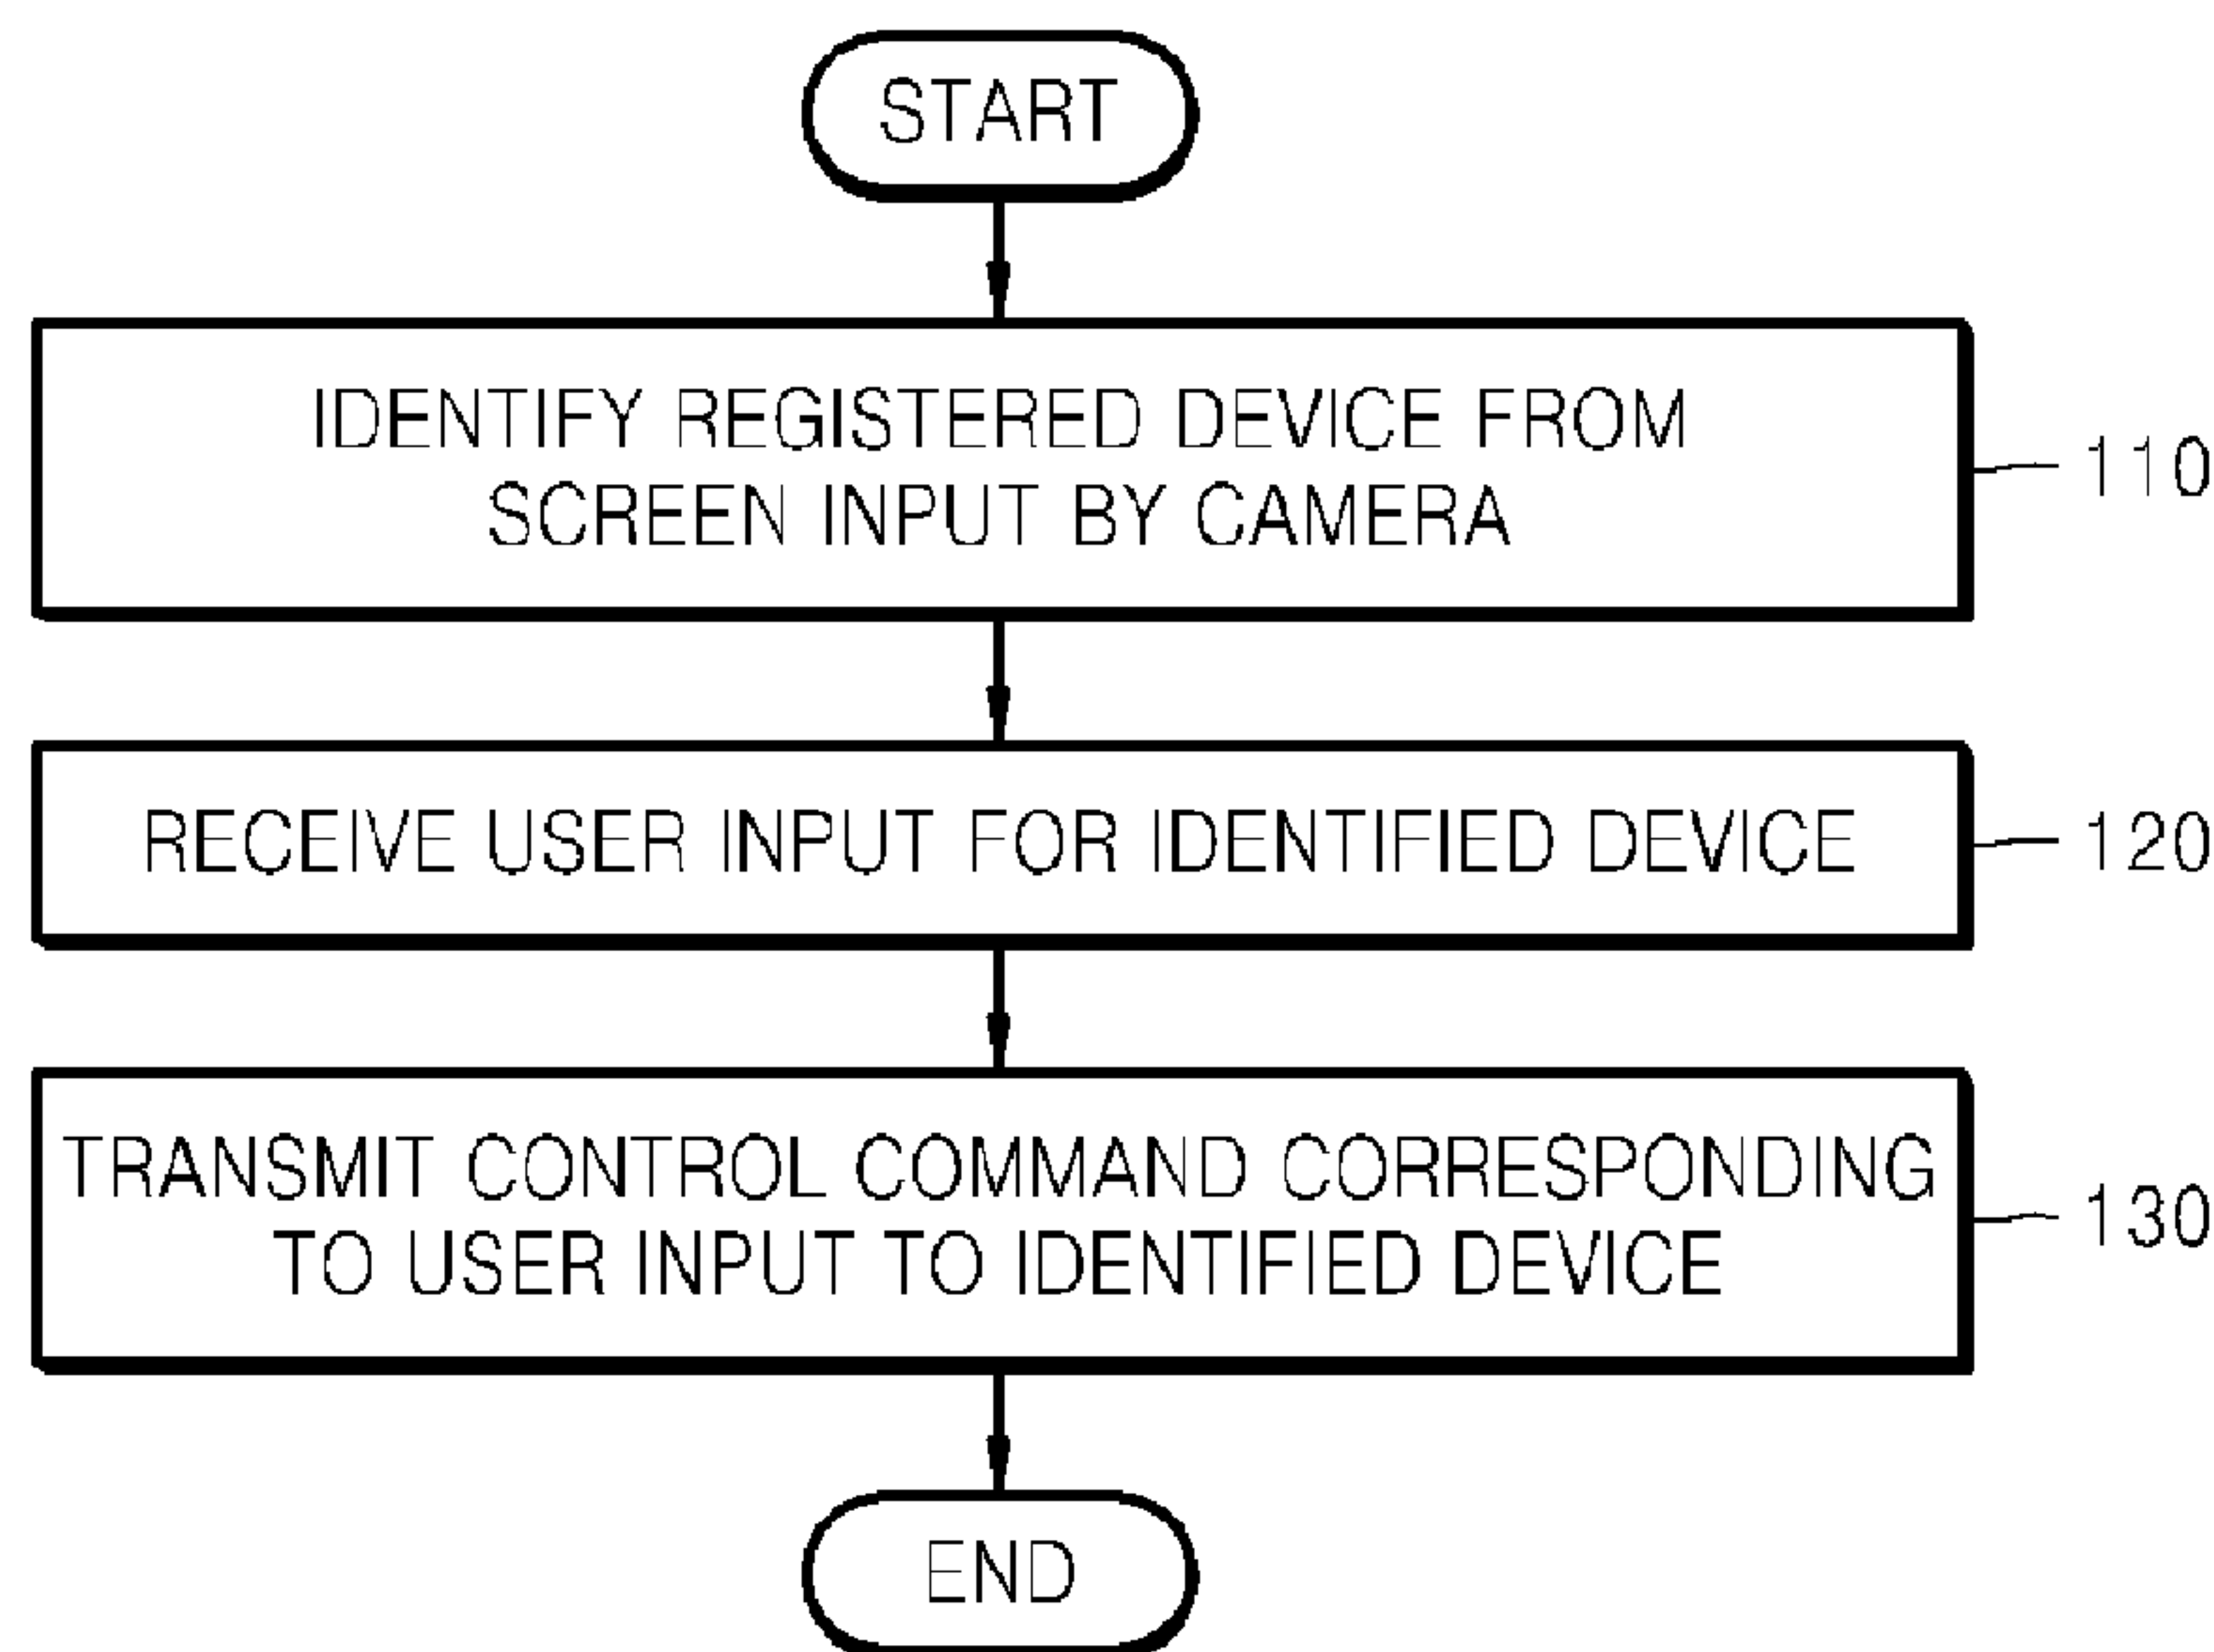 START
IDENTIFY REGISTERED DEVICE FROM
SCREEN INPUT BY CAMERA
110
RECEIVE USER INPUT FOR IDENTIFIED DEVICE
120
TRANSMIT CONTROL COMMAND CORRESPONDING
TO USER INPUT TO IDENTIFIED DEVICE
130
END